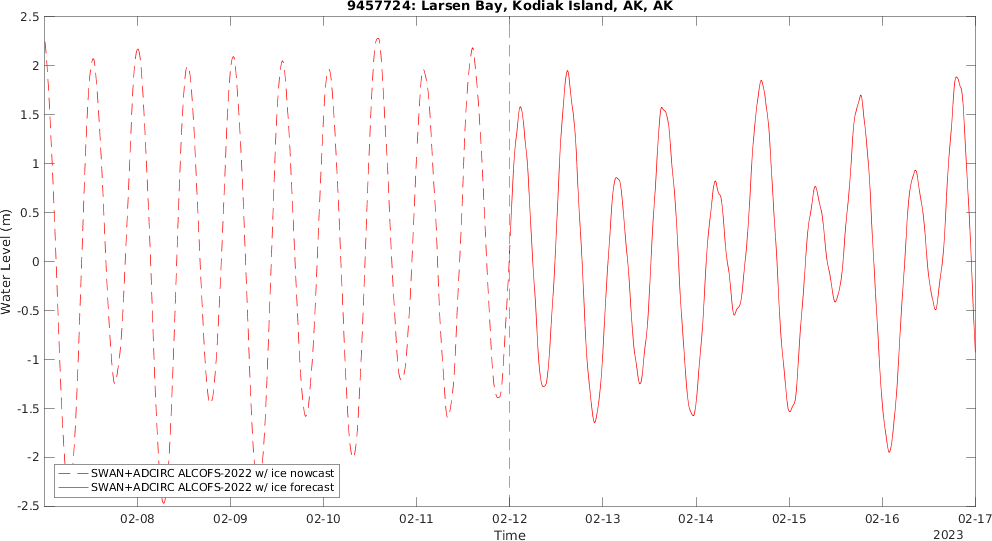 9457724: Larsen Bay, Kodiak Island, AK, AK
2.5
2
1.5
1
0.5
0
-0.5
-1
-1.5
-2
-2.5
Water Level (m)
SWAN+ADCIRC ALCOFS-2022 w/ ice nowcast
SWAN+ADCIRC ALCOFS-2022 w/ ice forecast
02-08 02-09 02-10 02-11 02-12 02-13 02-14 02-15 02-16 02-17
Time
2023